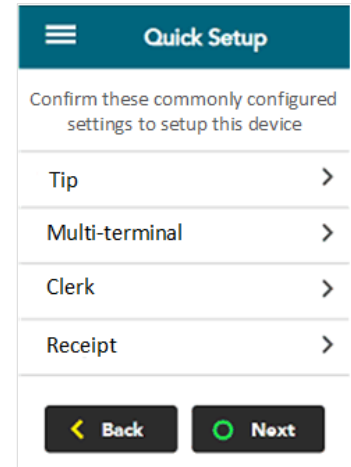 Quick Setup
Confirm these commonly configured
settings to setup this device
Tip
Multi-terminal
Clerk
Receipt
Back
Next